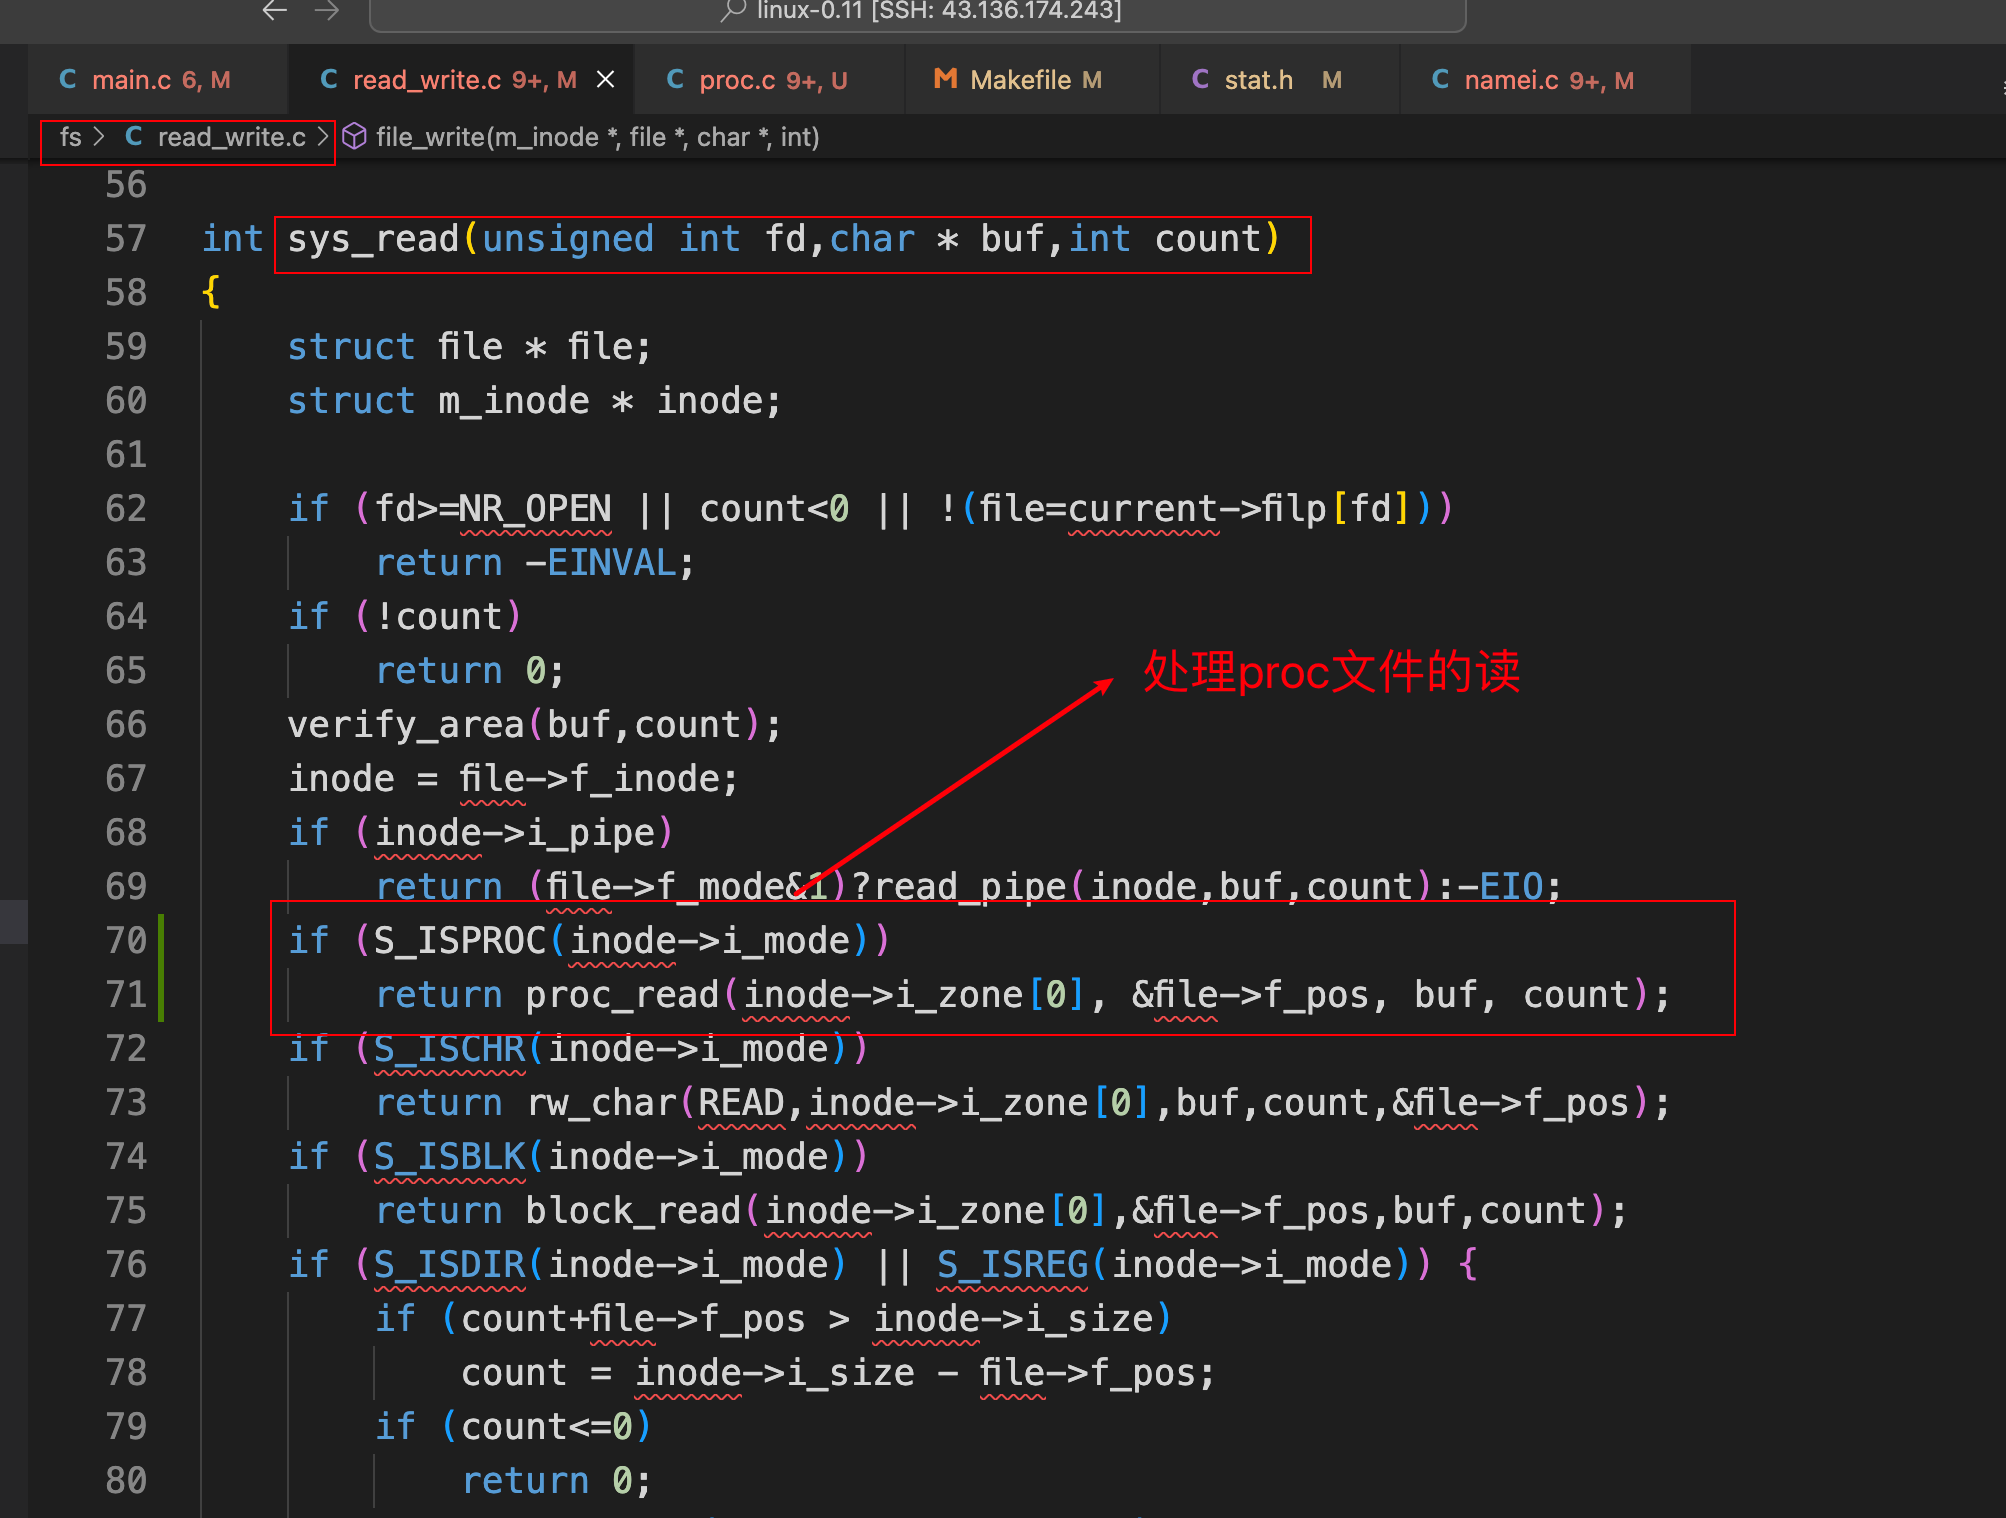 linux-0.11 [SSH: 43.136.174.243]
main.c 6, M
read_write.c 9+, M
proc.c 9+, U
Makefile M
stat.h M
namei.c 9+, M
fs > C read_write.c > file_write(m_inode *, file *, char *, int)
56
57 int sys_read(unsigned int fd,char * buf,int count)
58 {
59 struct file * file;
60 struct m_inode * inode;
61
62 if (fd>=NR_OPEN || count<0 || !(file=current->filp[fd]))
63 return -EINVAL;
64 if (!count)
65 return 0;
处理proc文件的读
66 verify_area(buf,count);
67 inode = file->f_inode;
68 if (inode->i_pipe)
69 return (file->f_mode&1)?read_pipe(inode,buf,count):-EIO;
70 if (S_ISPROC(inode->i_mode))
71 return proc_read(inode->i_zone[0], &file->f_pos, buf, count);
72 if (S_ISCHR(inode->i_mode))
73 return rw_char(READ,inode->i_zone[0],buf,count,&file->f_pos);
74 if (S_ISBLK(inode->i_mode))
75 return block_read(inode->i_zone[0],&file->f_pos,buf,count);
76 if (S_ISDIR(inode->i_mode) || S_ISREG(inode->i_mode)) {
77 if (count+file->f_pos > inode->i_size)
78 count = inode->i_size - file->f_pos;
79 if (count<=0)
80 return 0;